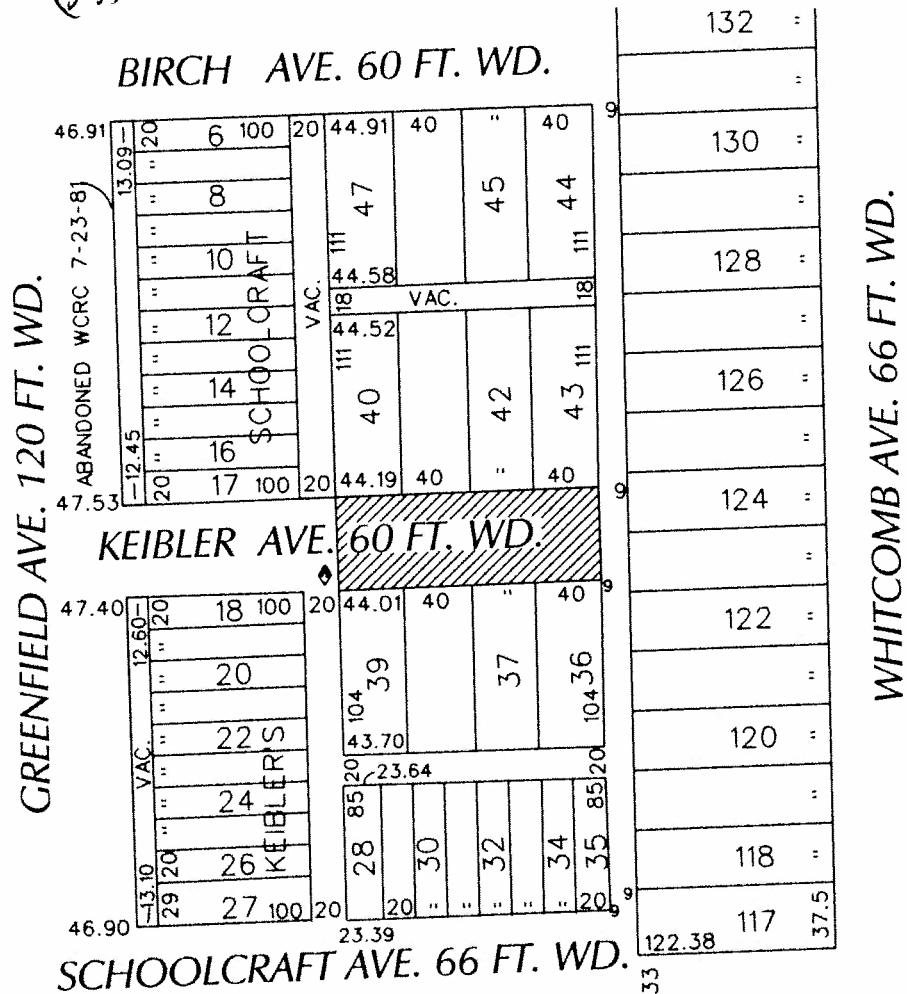 132 "
BIRCH AVE. 60 FT. WD.
"
9
46.91 13.09 20 6 100 20 44.91 40 " 40
130 "
"
ABANDONED WCRC 7-23-81
" 8 47 45 44
"
"
111 111
" 10
128 "
44.58
VAC.
18 VAC. 18
SCHOOLCRAFT
"
44.52
" 12
111 111
"
" 14 40 42 43
126 "
"
" 16
"
12.45
20 17 100 20 44.19 40 " 40
47.53
9
124 "
KEIBLER AVE. 60 FT. WD.
GREENFIELD AVE. 120 FT. WD.
WHITCOMB AVE. 66 FT. WD.
"
9
47.40 12.60 20 18 100 20 44.01 40 " 40
122 "
"
" 20 39 37 36
"
"
104 104
VAC.
" 22
43.70
120 "
KEIBLER'S
"
20 23.64 20
" 24
85 85
"
"
20 26 28 30 32 34 35
118 "
13.10
29 27 100 20 20 " " " " " 20
9
46.90
117 37.5
23.39
122.38
SCHOOLCRAFT AVE. 66 FT. WD.
33